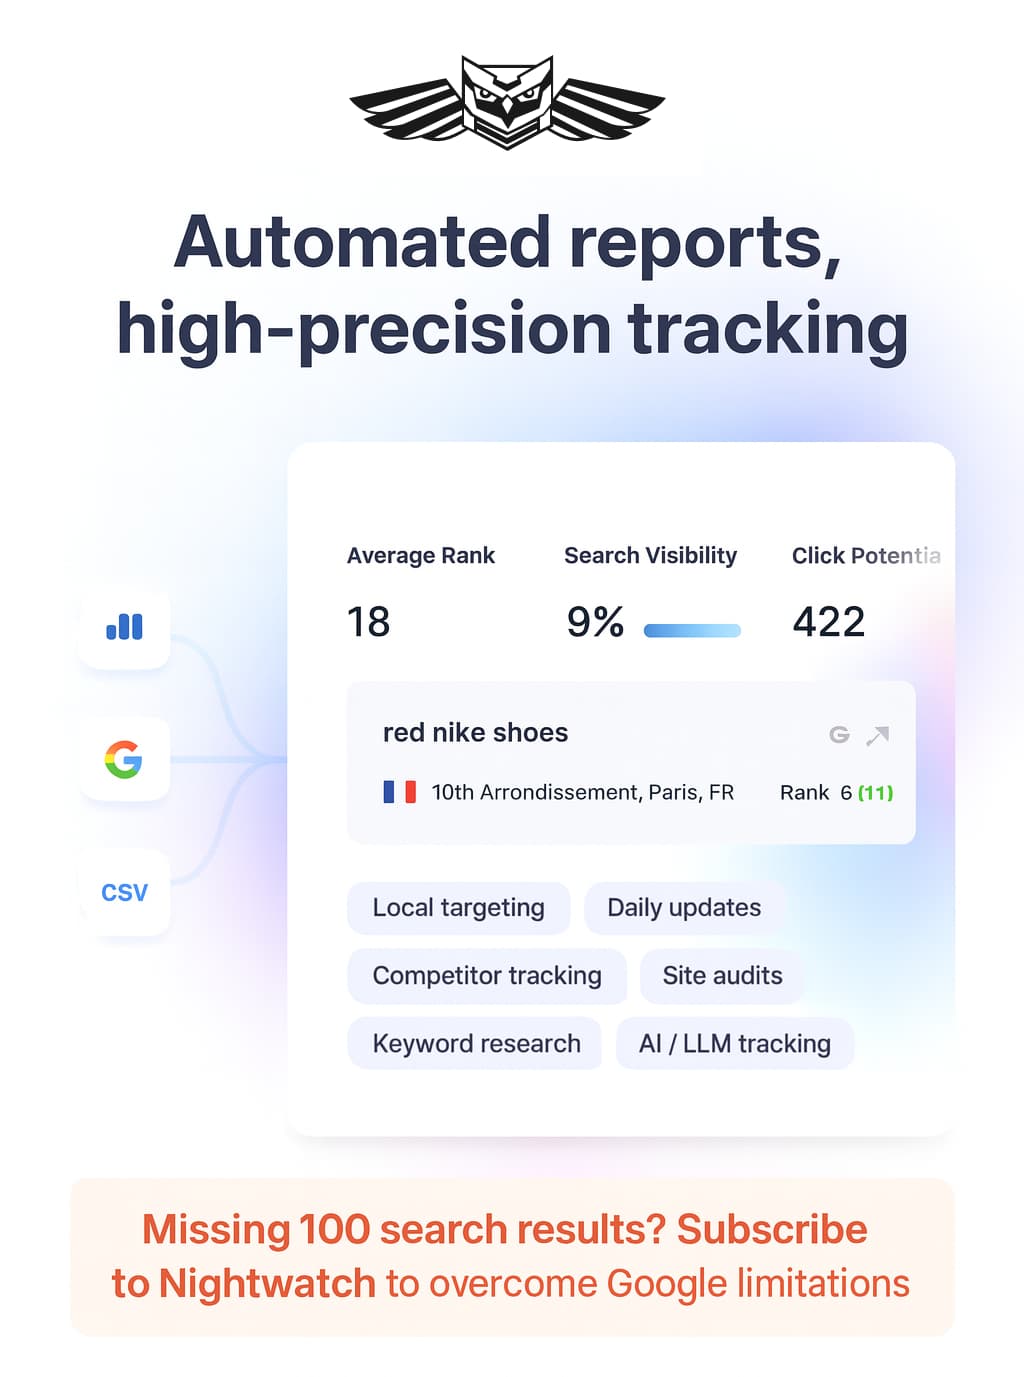 Automated reports,
high-precision tracking
Average Rank
Search Visibility
Click Potentia
18
9%
422
red nike shoes
G
10th Arrondissement, Paris, FR
Rank 6 (11)
G
CSV
Local targeting
Daily updates
Competitor tracking
Site audits
Keyword research
AI / LLM tracking
Missing 100 search results? Subscribe
to Nightwatch to overcome Google limitations